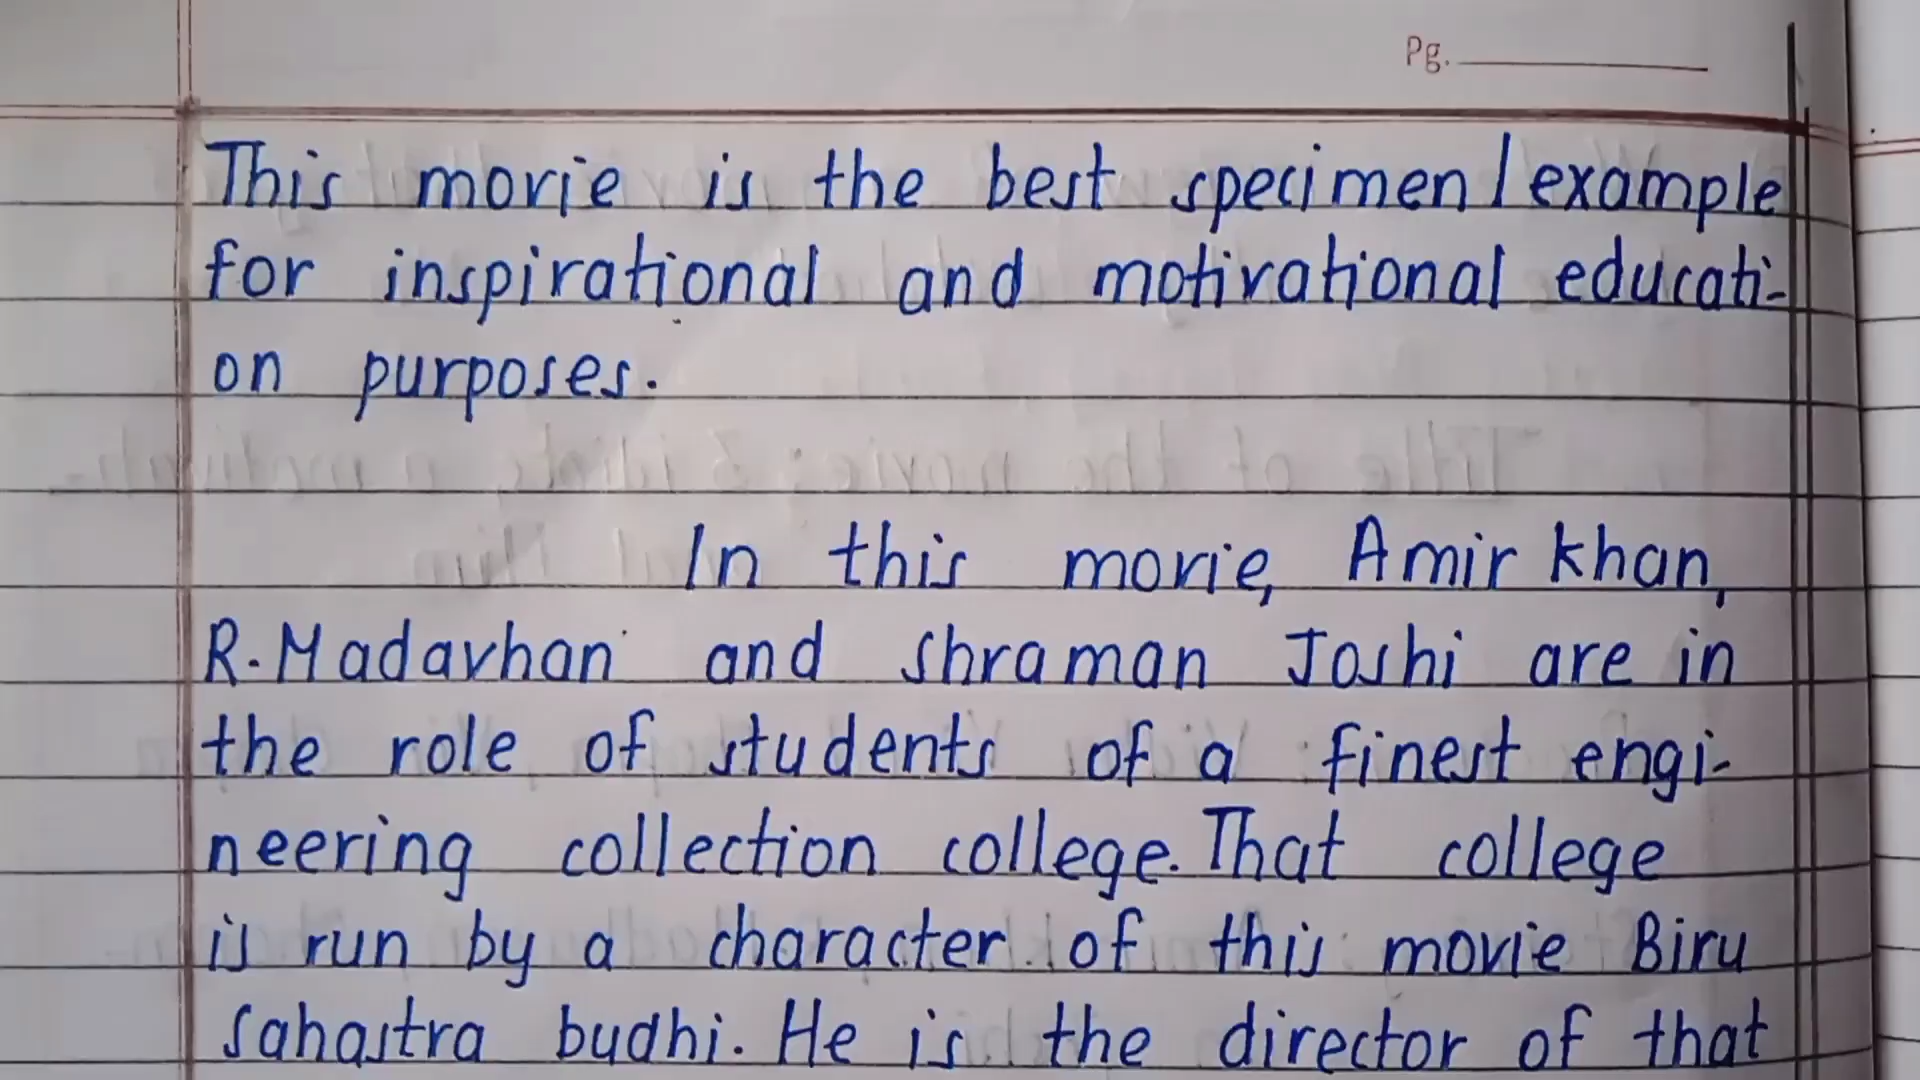 Pg.
This movie is the best specimen/example
for inspirational and motivational educati-
on purposes.
In this movie, Amir khan,
R.Madavhan and shraman Joshi are in
the role of students of a finest engi-
neering collection college. That college
is run by a character of this movie Biru
sahastra budhi. He is the director of that